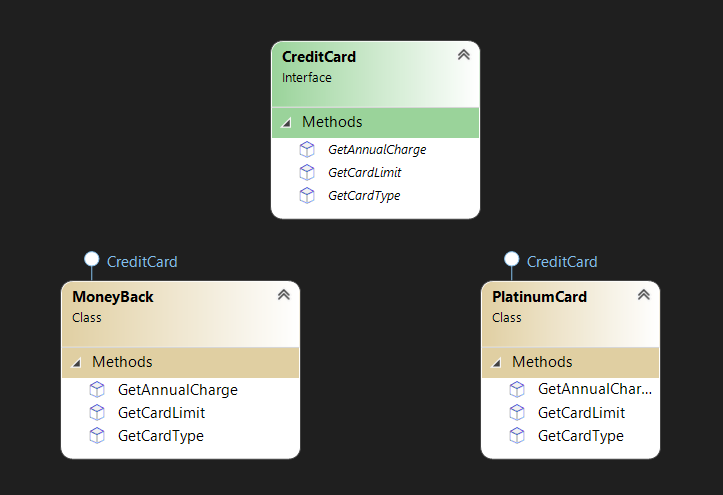 CreditCard
Interface
Methods
GetAnnualCharge
GetCardLimit
GetCardType
CreditCard
MoneyBack
Class
Methods
GetAnnualCharge
GetCardLimit
GetCardType
CreditCard
PlatinumCard
Class
Methods
GetAnnualChar...
GetCardLimit
GetCardType